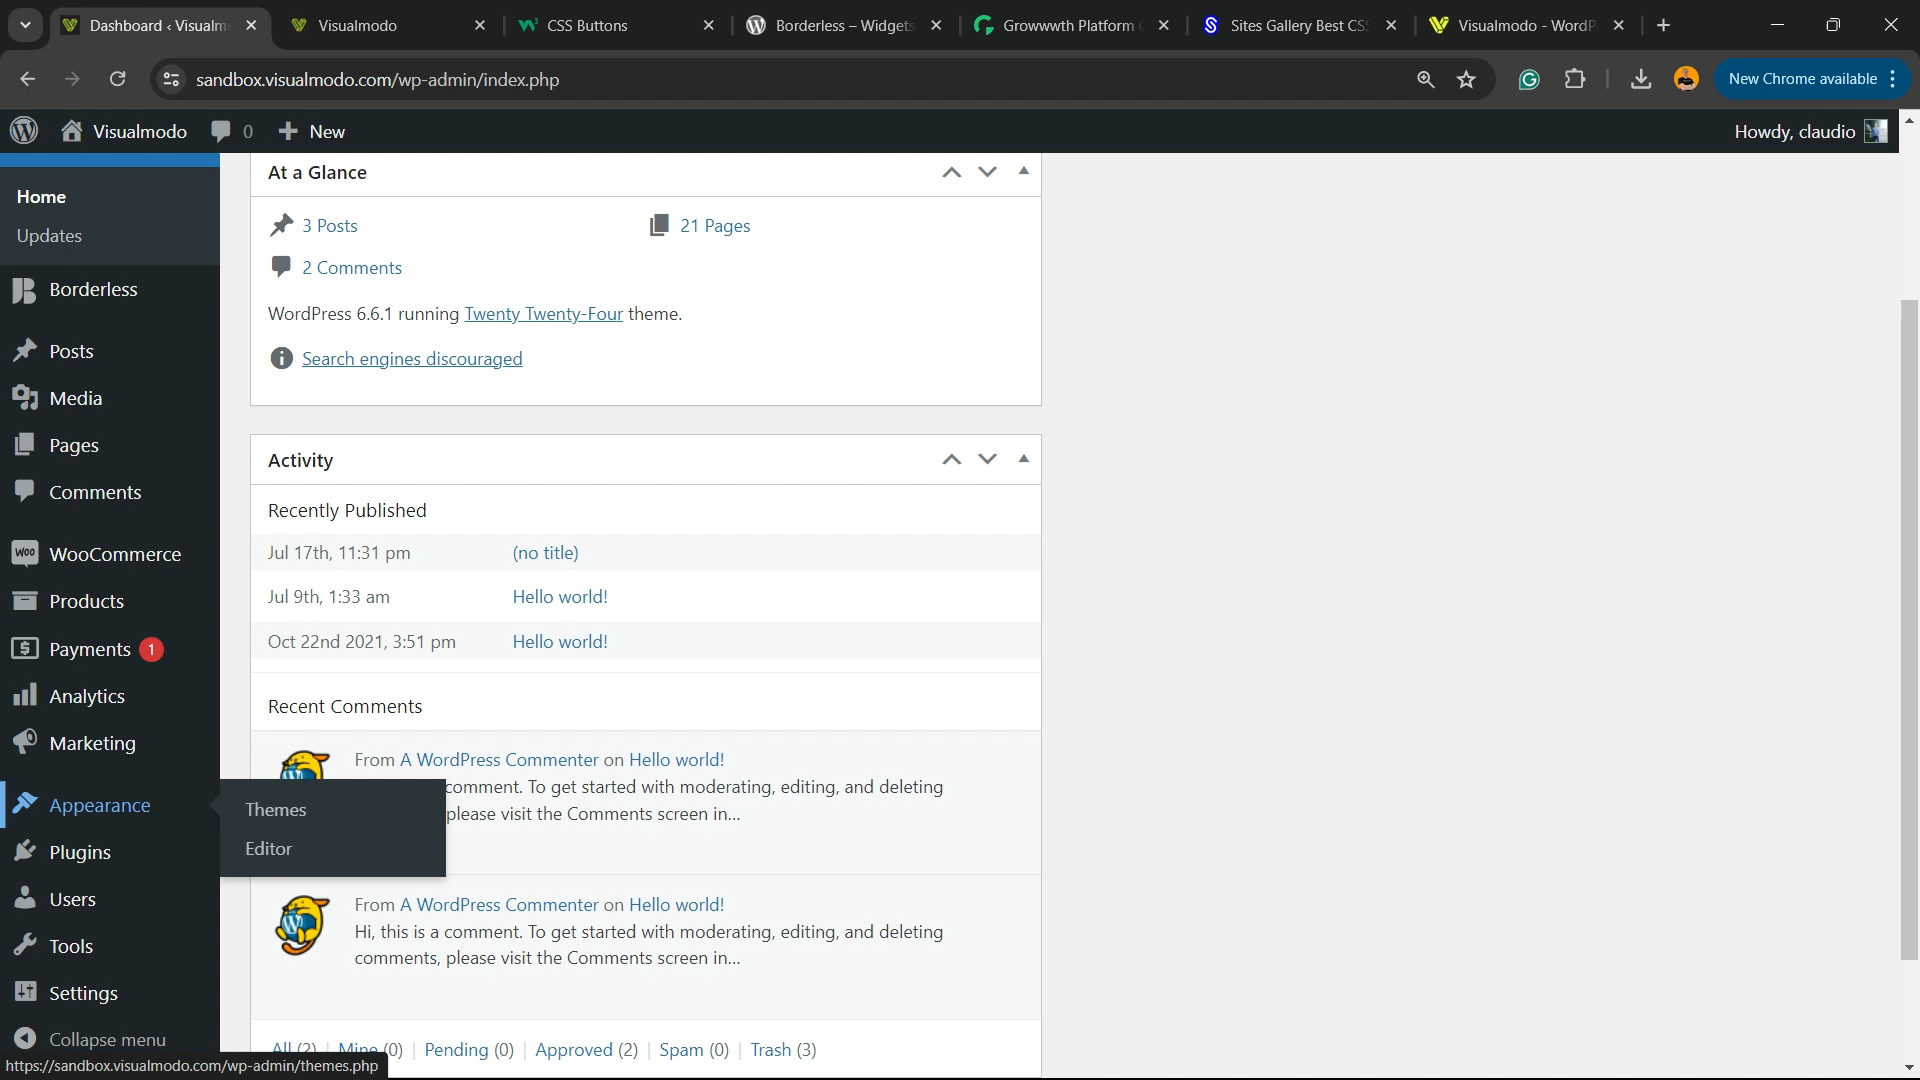 Dashboard ‹ Visualm
Visualmodo
CSS Buttons
Borderless – Widgets
Growwwth Platform
Sites Gallery Best CSS
Visualmodo - WordP
sandbox.visualmodo.com/wp-admin/index.php
New Chrome available
Visualmodo
0
New
Howdy, claudio
Home
Updates
Borderless
Posts
Media
Pages
Comments
WOO
WooCommerce
Products
Payments 1
Analytics
Marketing
Appearance
Plugins
Users
Tools
Settings
Collapse menu
Themes
Editor
At a Glance
3 Posts
21 Pages
2 Comments
WordPress 6.6.1 running Twenty Twenty-Four theme.
Search engines discouraged
Activity
Recently Published
Jul 17th, 11:31 pm (no title)
Jul 9th, 1:33 am Hello world!
Oct 22nd 2021, 3:51 pm Hello world!
Recent Comments
From A WordPress Commenter on Hello world!
comment. To get started with moderating, editing, and deleting
please visit the Comments screen in...
From A WordPress Commenter on Hello world!
Hi, this is a comment. To get started with moderating, editing, and deleting
comments, please visit the Comments screen in...
All (2) | Mine (0) | Pending (0) | Approved (2) | Spam (0) | Trash (3)
https://sandbox.visualmodo.com/wp-admin/themes.php